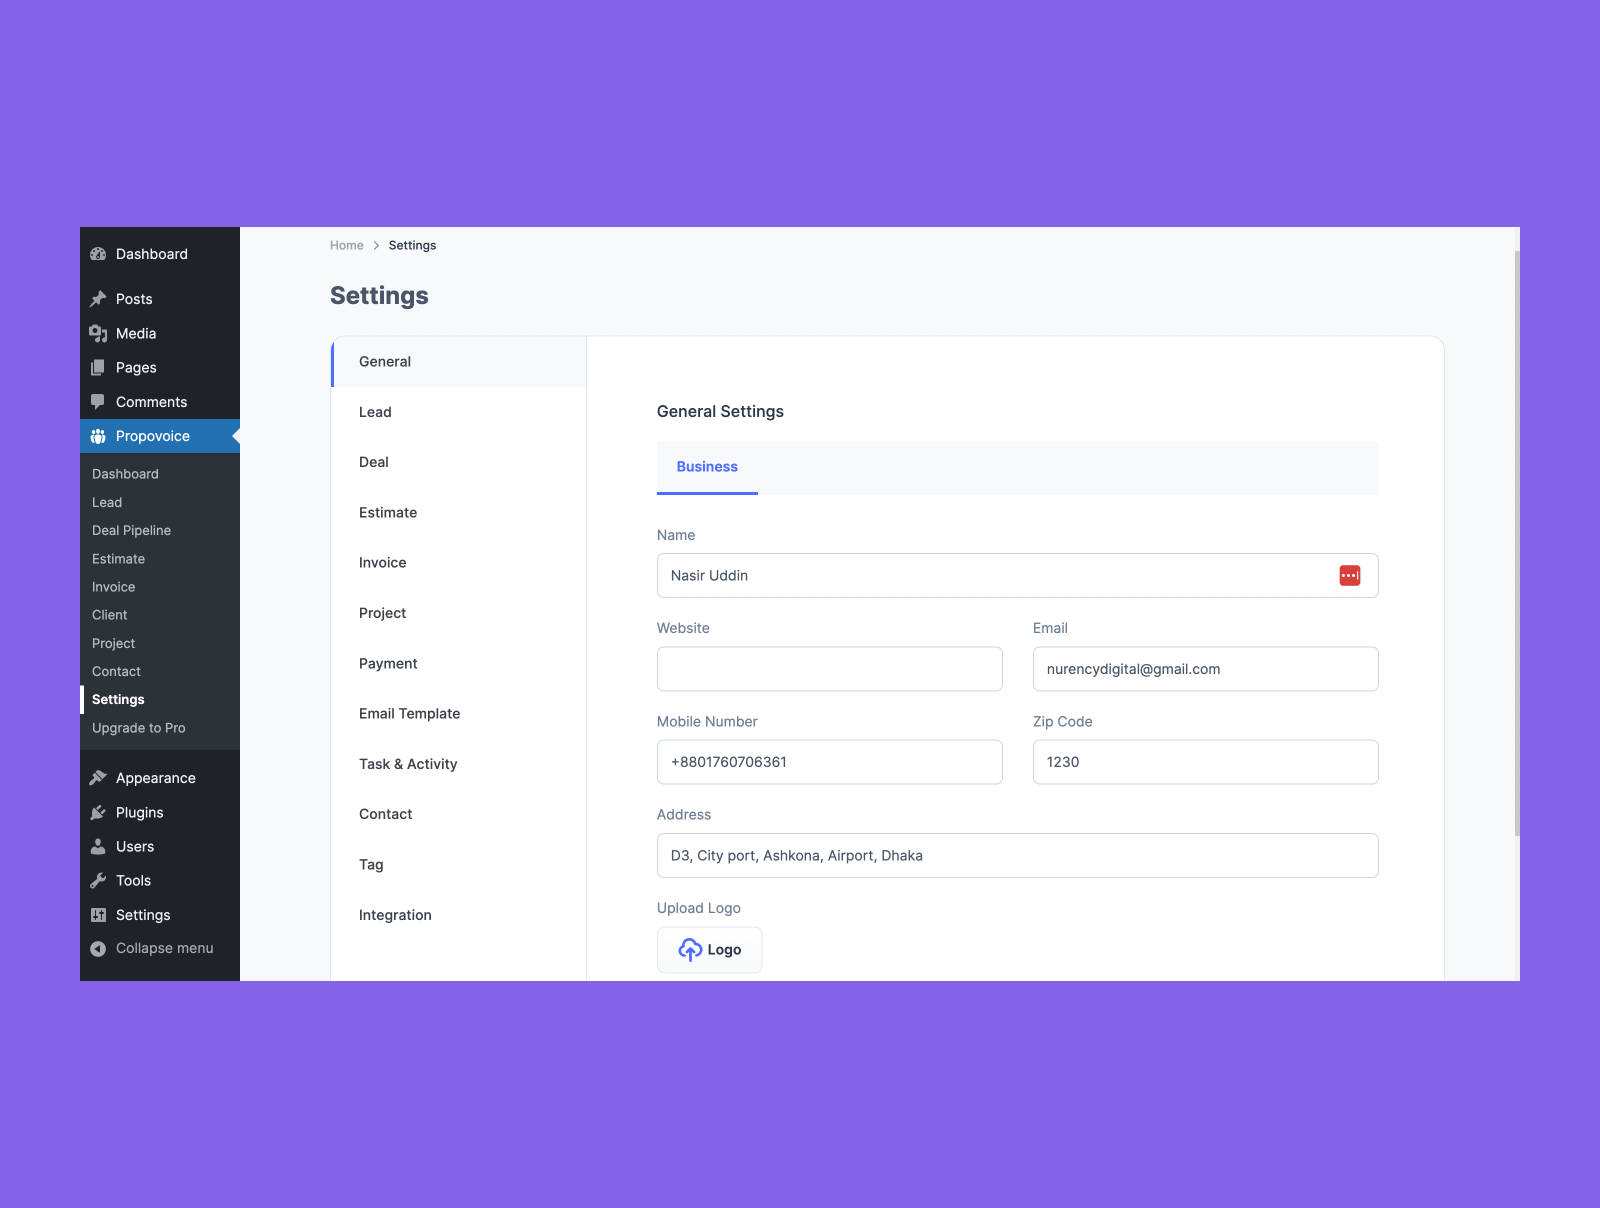 Dashboard
Posts
Media
Pages
Comments
Propovoice
Dashboard
Lead
Deal Pipeline
Estimate
Invoice
Client
Project
Contact
Settings
Upgrade to Pro
Appearance
Plugins
Users
Tools
Settings
Collapse menu
Home > Settings
Settings
General
Lead
Deal
Estimate
Invoice
Project
Payment
Email Template
Task & Activity
Contact
Tag
Integration
General Settings
Business
Name
Nasir Uddin
Website
Email
nurencydigital@gmail.com
Mobile Number
Zip Code
+8801760706361
1230
Address
D3, City port, Ashkona, Airport, Dhaka
Upload Logo
Logo